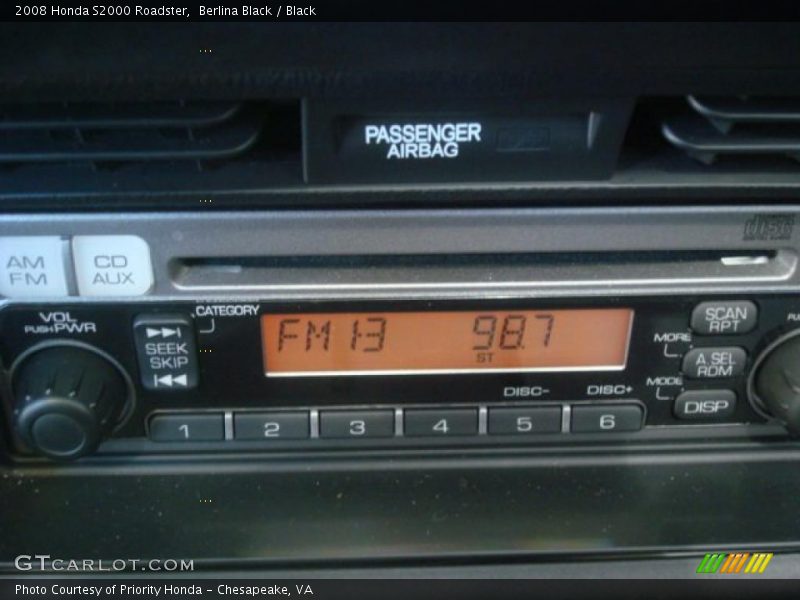 2008 Honda S2000 Roadster,  Berlina Black / Black
PASSENGER
AIRBAG
disc
AM
FM
CD
AUX
VOL
PUSH PWR
SEEK
SKIP
CATEGORY
FM1 3 98.7
ST
SCAN
RPT
MORE
A.SEL
RDM
MODE
DISP
DISC-
DISC+
1 2 3 4 5 6
GTCARLOT.COM
Photo Courtesy of Priority Honda – Chesapeake, VA